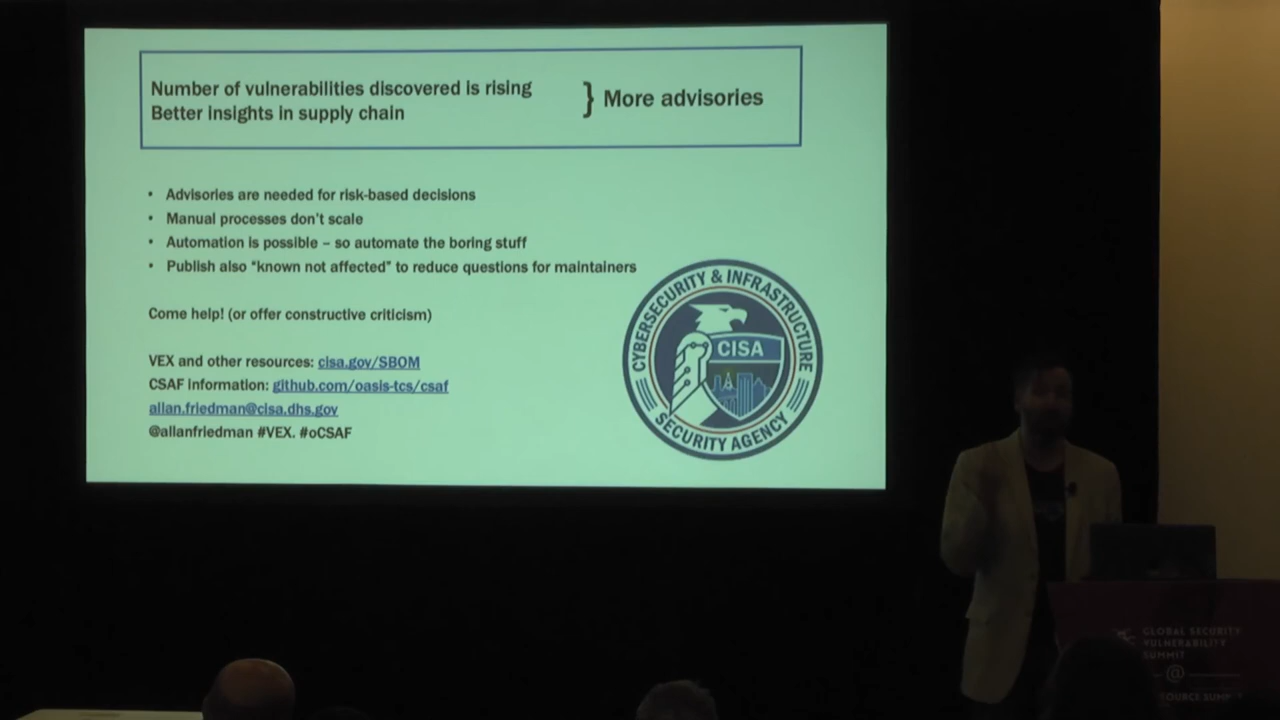 Number of vulnerabilities discovered is rising
Better insights in supply chain
} More advisories
• Advisories are needed for risk-based decisions
• Manual processes don't scale
• Automation is possible – so automate the boring stuff
• Publish also "known not affected" to reduce questions for maintainers
Come help! (or offer constructive criticism)
VEX and other resources: cisa.gov/SBOM
CSAF information: github.com/oasis-tcs/csaf
allan.friedman@cisa.dhs.gov
@allanfriedman #VEX. #oCSAF
CYBERSECURITY & INFRASTRUCTURE
CISA
SECURITY AGENCY
GLOBAL SECURITY
VULNERABILITY
SUMMIT
@